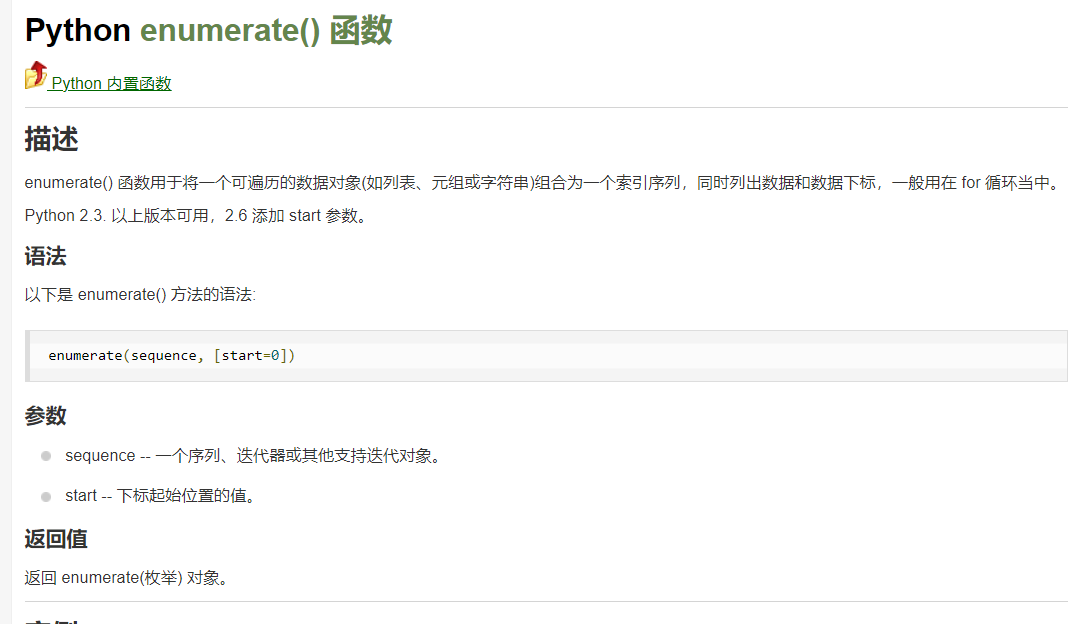 Python enumerate() 函数
Python 内置函数
描述
enumerate() 函数用于将一个可遍历的数据对象(如列表、元组或字符串)组合为一个索引序列，同时列出数据和数据下标，一般用在 for 循环当中。
Python 2.3. 以上版本可用，2.6 添加 start 参数。
语法
以下是 enumerate() 方法的语法:
enumerate(sequence, [start=0])
参数
sequence -- 一个序列、迭代器或其他支持迭代对象。
start -- 下标起始位置的值。
返回值
返回 enumerate(枚举) 对象。